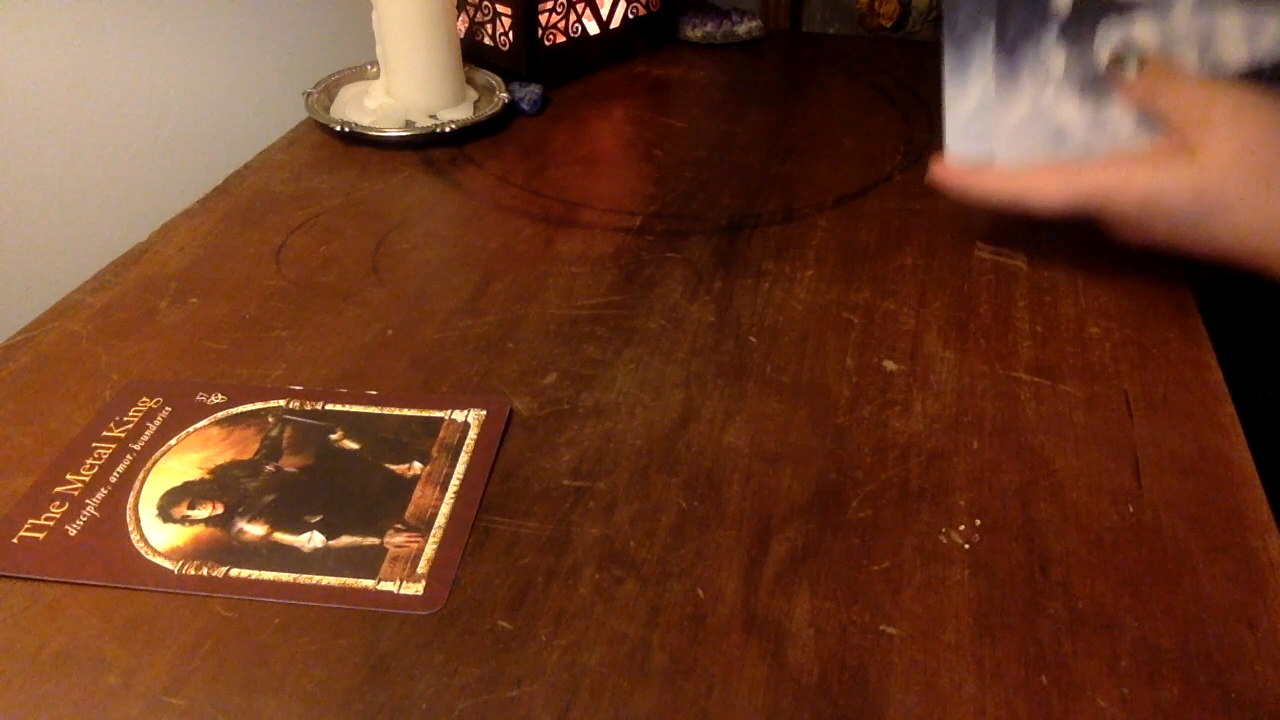 The Metal King
discipline, armor, boundaries